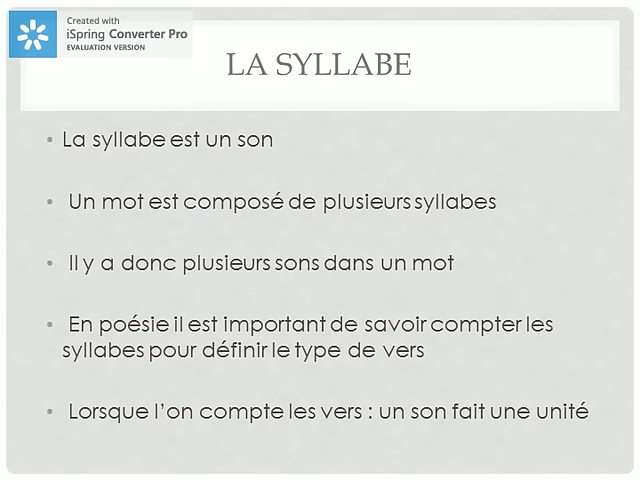 Created with
iSpring Converter Pro
EVALUATION VERSION
LA SYLLABE
• La syllabe est un son
• Un mot est composé de plusieurs syllabes
• Il y a donc plusieurs sons dans un mot
• En poésie il est important de savoir compter les
syllabes pour définir le type de vers
• Lorsque l'on compte les vers : un son fait une unité